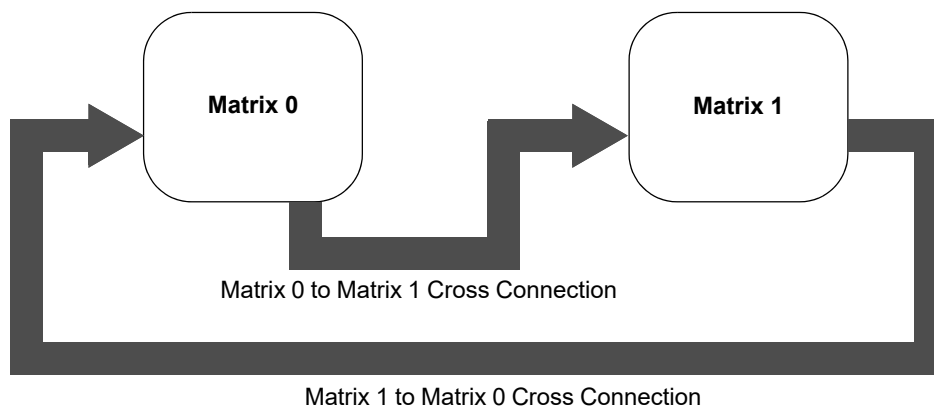 Matrix 0
Matrix 1
Matrix 0 to Matrix 1 Cross Connection
Matrix 1 to Matrix 0 Cross Connection